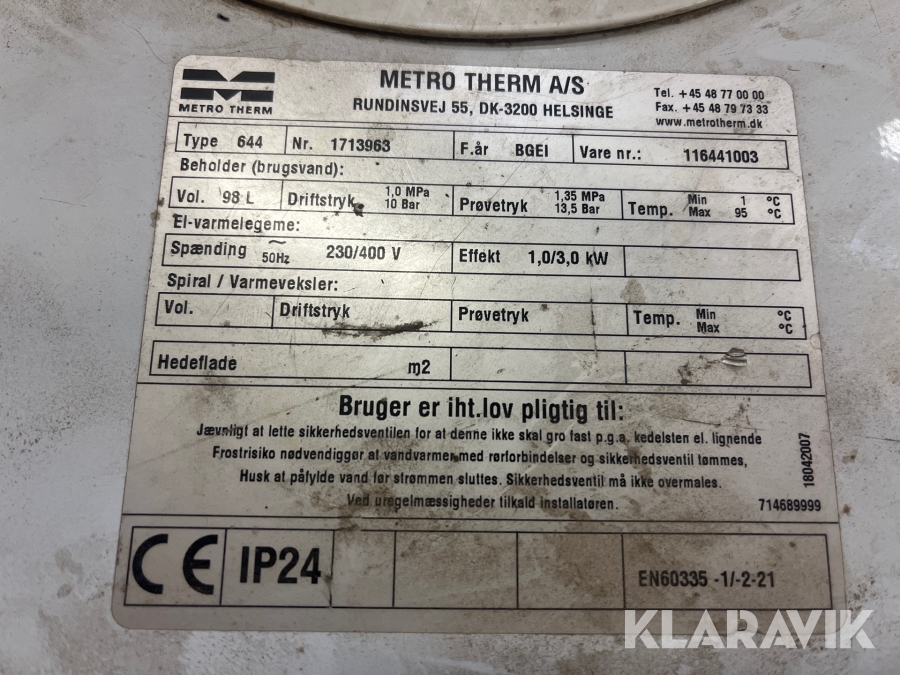 METRO THERM
METRO THERM A/S
RUNDINSVEJ 55, DK-3200 HELSINGE
Tel. +45 48 77 00 00
Fax. +45 48 79 73 33
www.metrotherm.dk
Type 644 Nr. 1713963 F.år BGEI Vare nr.: 116441003
Beholder (brugsvand):
Vol. 98 L Driftstryk 1,0 MPa 10 Bar Prøvetryk 1,35 MPa 13,5 Bar Temp. Min 1 °C Max 95 °C
El-varmelegeme:
Spænding ~ 50Hz 230/400 V Effekt 1,0/3,0 kW
Spiral / Varmeveksler:
Vol. Driftstryk Prøvetryk Temp. Min °C Max °C
Hedeflade m2
Bruger er iht.lov pligtig til:
Jævnligt at lette sikkerhedsventilen for at denne ikke skal gro fast p.g.a. kedelsten el. lignende
Frostrisiko nødvendiggør at vandvarmer med rørforbindelser og sikkerhedsventil tømmes,
Husk at påfylde vand før strømmen sluttes. Sikkerhedsventil må ikke overmales.
Ved uregelmæssigheder tilkald installatøren.
714689999
18042007
CE IP24 EN60335 -1/-2-21
KLARAVIK